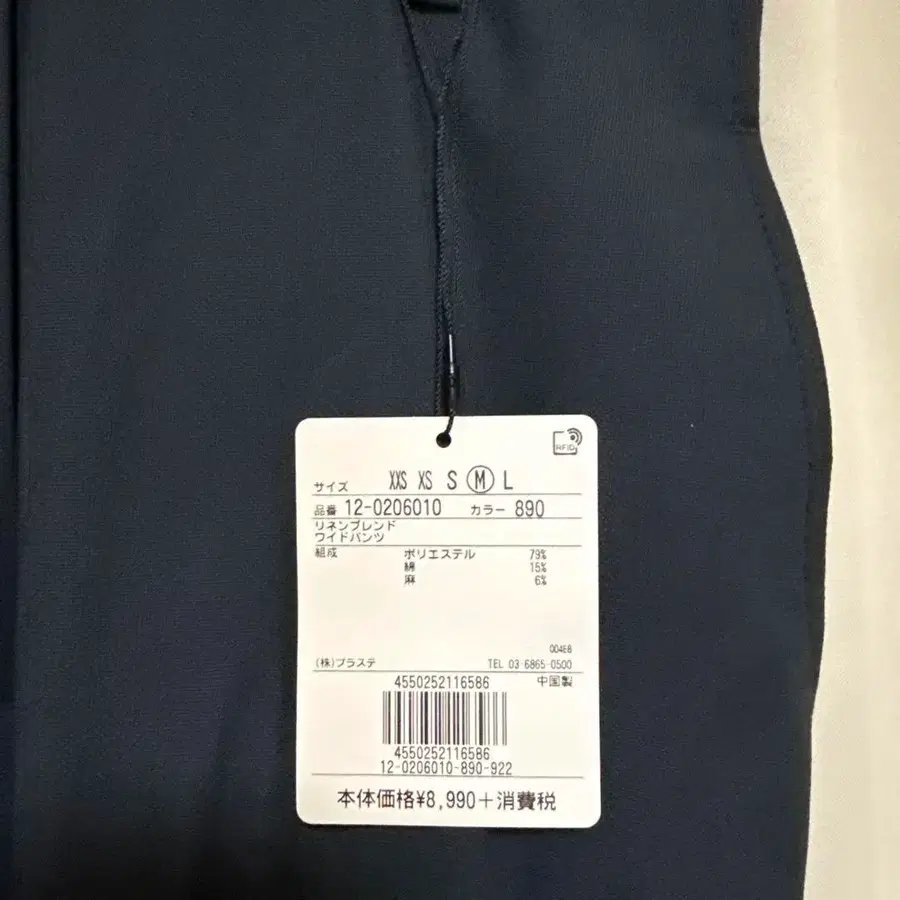 RFID
サイズ XXS XS S M L
品番 12-0206010 カラー 890
リネンブレンド
ワイドパンツ
組成 ポリエステル 79%
綿 15%
麻 6%
004EB
(株)プラステ TEL 03-6865-0500
4550252116586 中国製
4550252116586
12-0206010-890-922
本体価格¥8,990+消費税